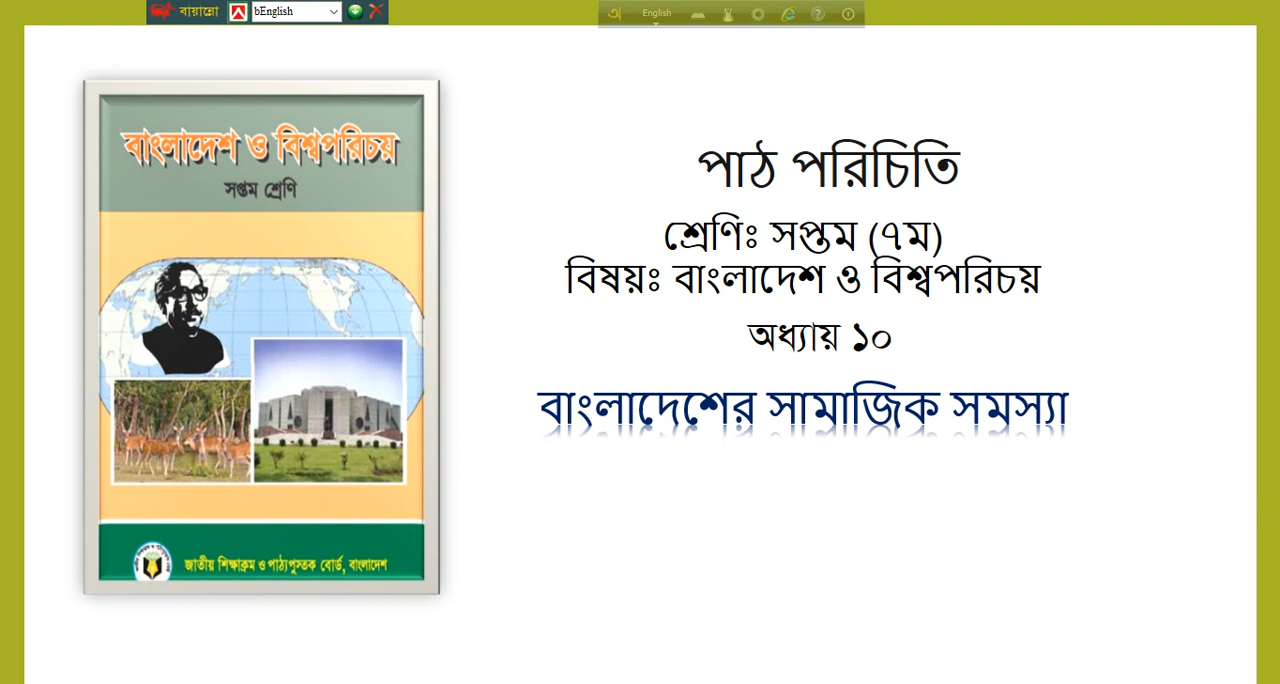 বায়ান্নো
bEnglish
English
বাংলাদেশ ও বিশ্বপরিচয়
সপ্তম শ্রেণি
জাতীয় শিক্ষাক্রম ও পাঠ্যপুস্তক বোর্ড, বাংলাদেশ
পাঠ পরিচিতি
শ্রেণিঃ সপ্তম (৭ম)
বিষয়ঃ বাংলাদেশ ও বিশ্বপরিচয়
অধ্যায় ১০
বাংলাদেশের সামাজিক সমস্যা